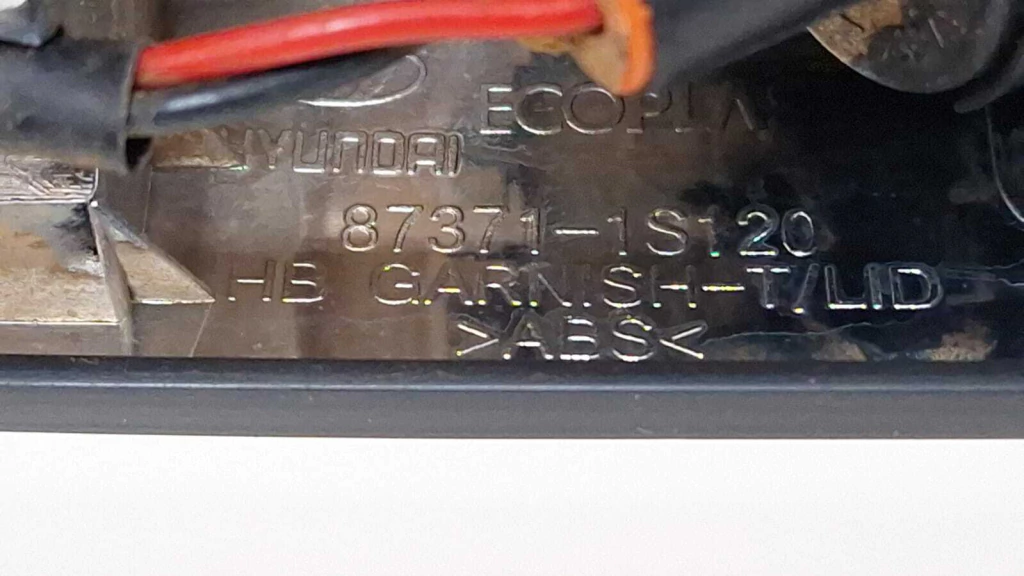 HYUNDAI
87371-1S120
HB GARNISH-T/LID
>ABS<